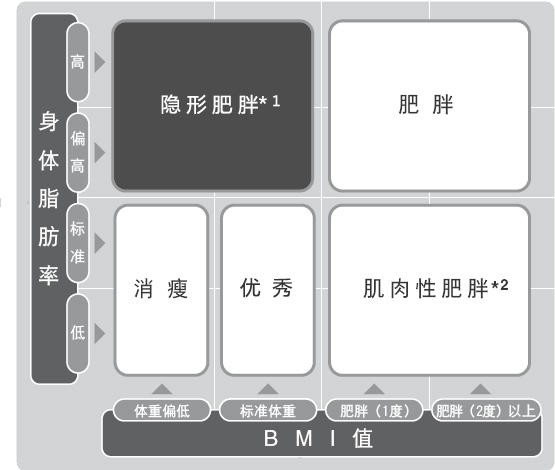 身体脂肪率
高
偏高
标准
低
隐形肥胖*1
肥胖
消瘦
优秀
肌肉性肥胖*2
体重偏低
标准体重
肥胖（1度）
肥胖（2度）以上
BMI值